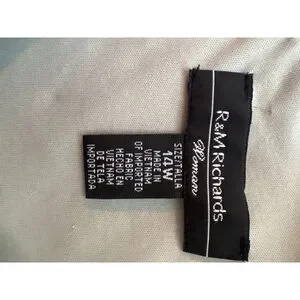 R&M Richards
Woman
SIZE/TALLA
14W
MADE IN
VIETNAM
OF IMPORTED
FABRIC
HECHO EN
VIETNAM
DE TELA
IMPORTADA